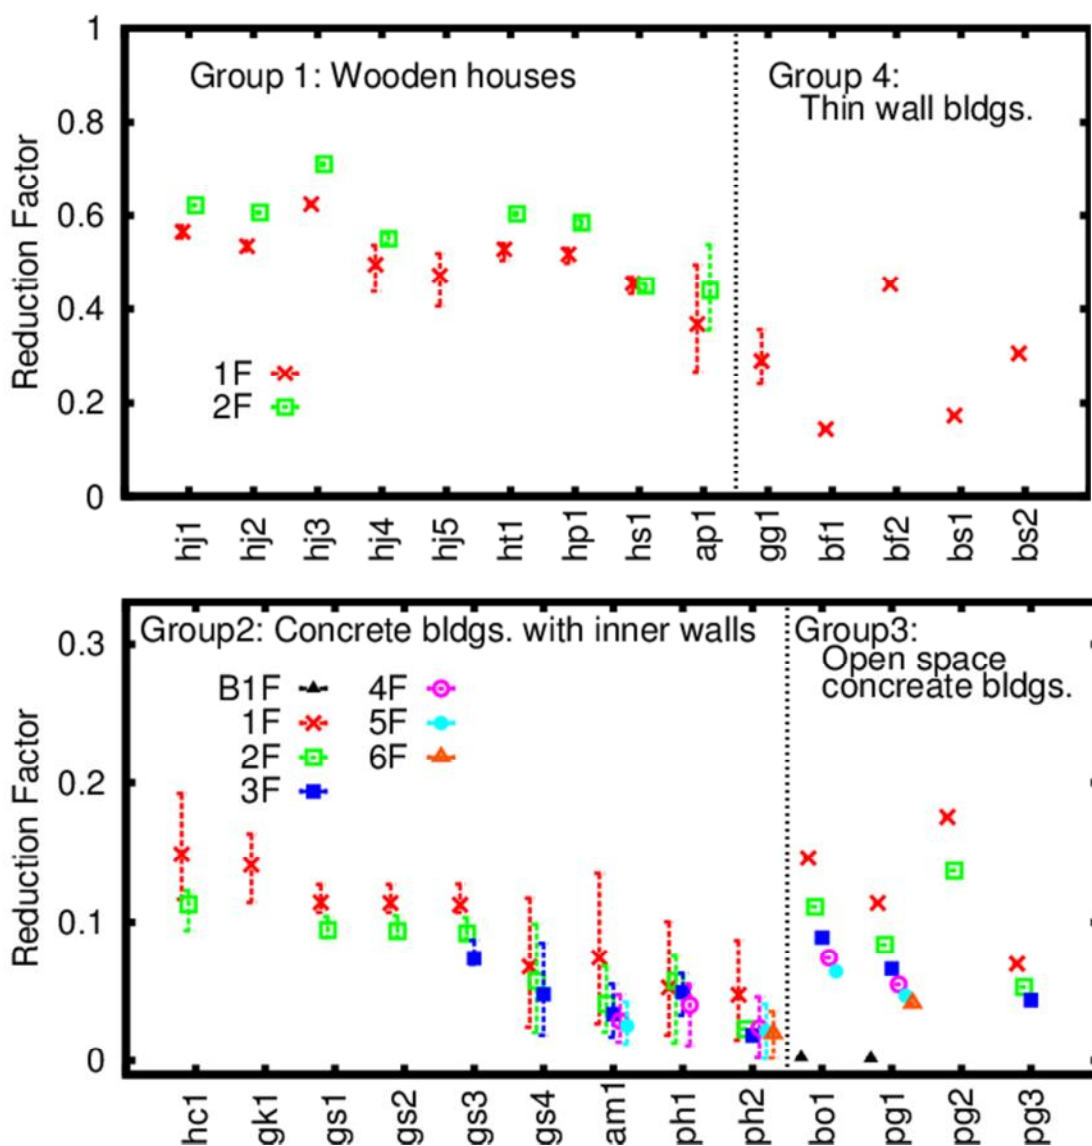 1
Group 1: Wooden houses
Group 4:
Thin wall bldgs.
0.8
Reduction Factor
0.6
0.4
1F
2F
0.2
0
hj1 hj2 hj3 hj4 hj5 ht1 hp1 hs1 ap1 gg1 bf1 bf2 bs1 bs2
Group2: Concrete bldgs. with inner walls
Group3:
Open space
concreate bldgs.
0.3
B1F 4F
1F 5F
2F 6F
3F
0.2
Reduction Factor
0.1
0
hc1 gk1 gs1 gs2 gs3 gs4 am1 ph1 ph2 bo1 pg1 pg2 pg3